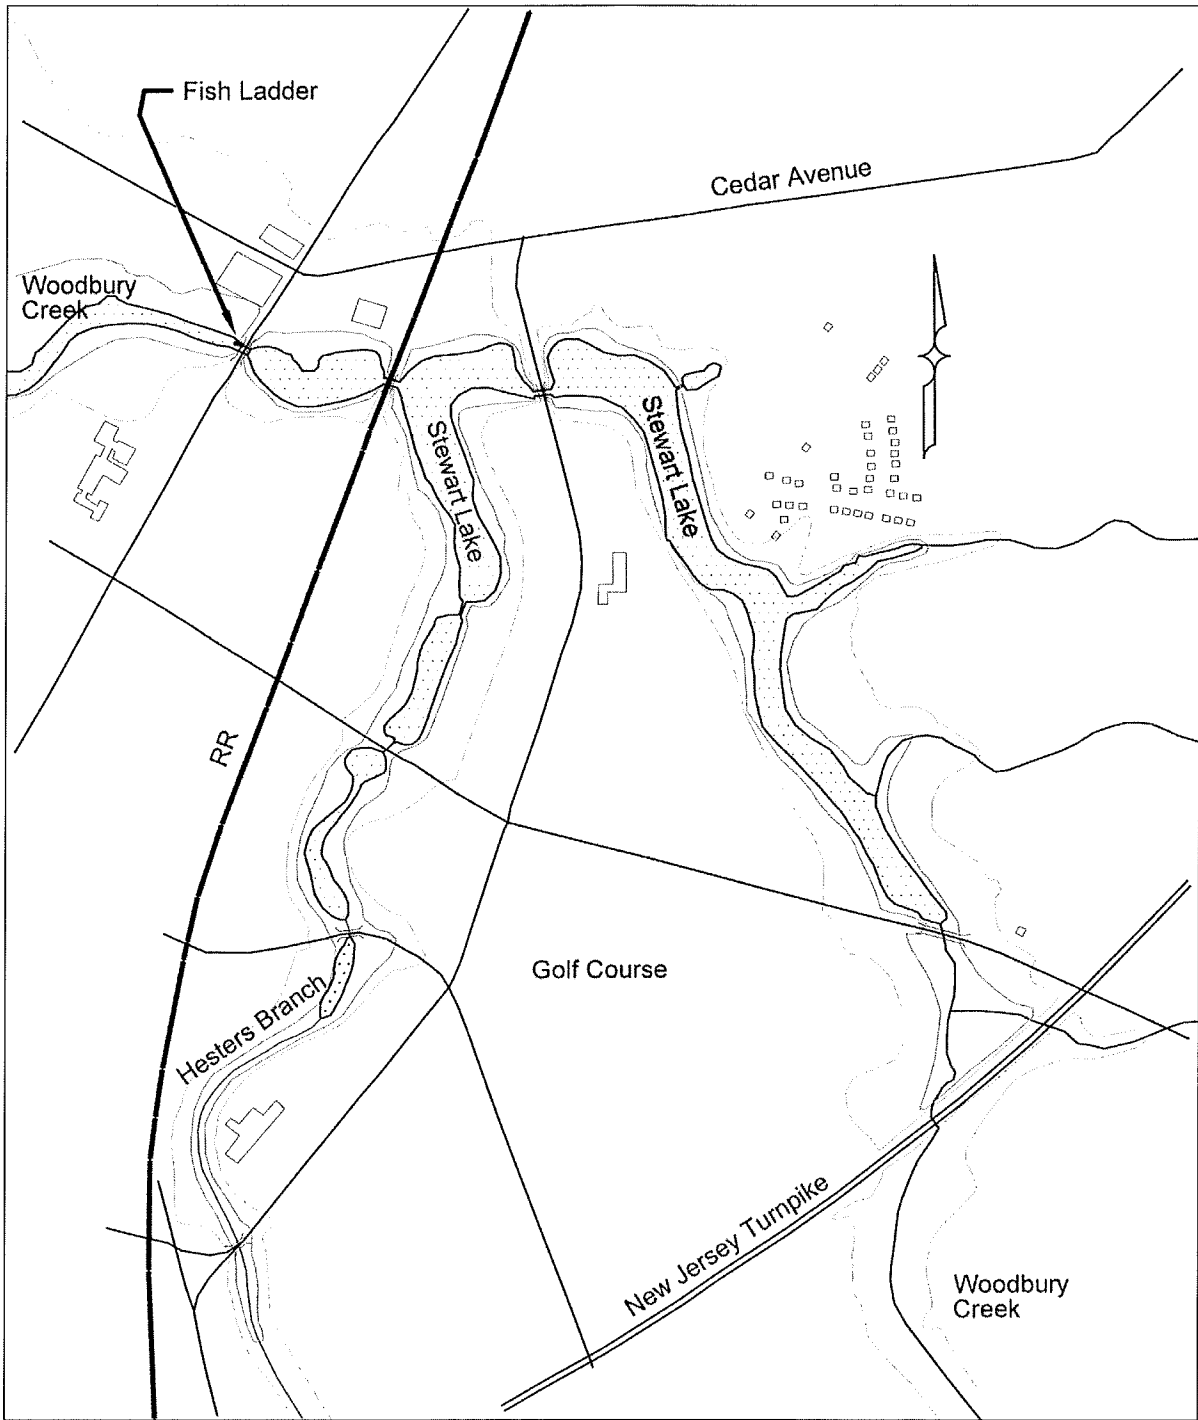 Fish Ladder
Cedar Avenue
Woodbury
Creek
Stewart Lake
Stewart Lake
RR
Golf Course
Hesters Branch
New Jersey Turnpike
Woodbury
Creek